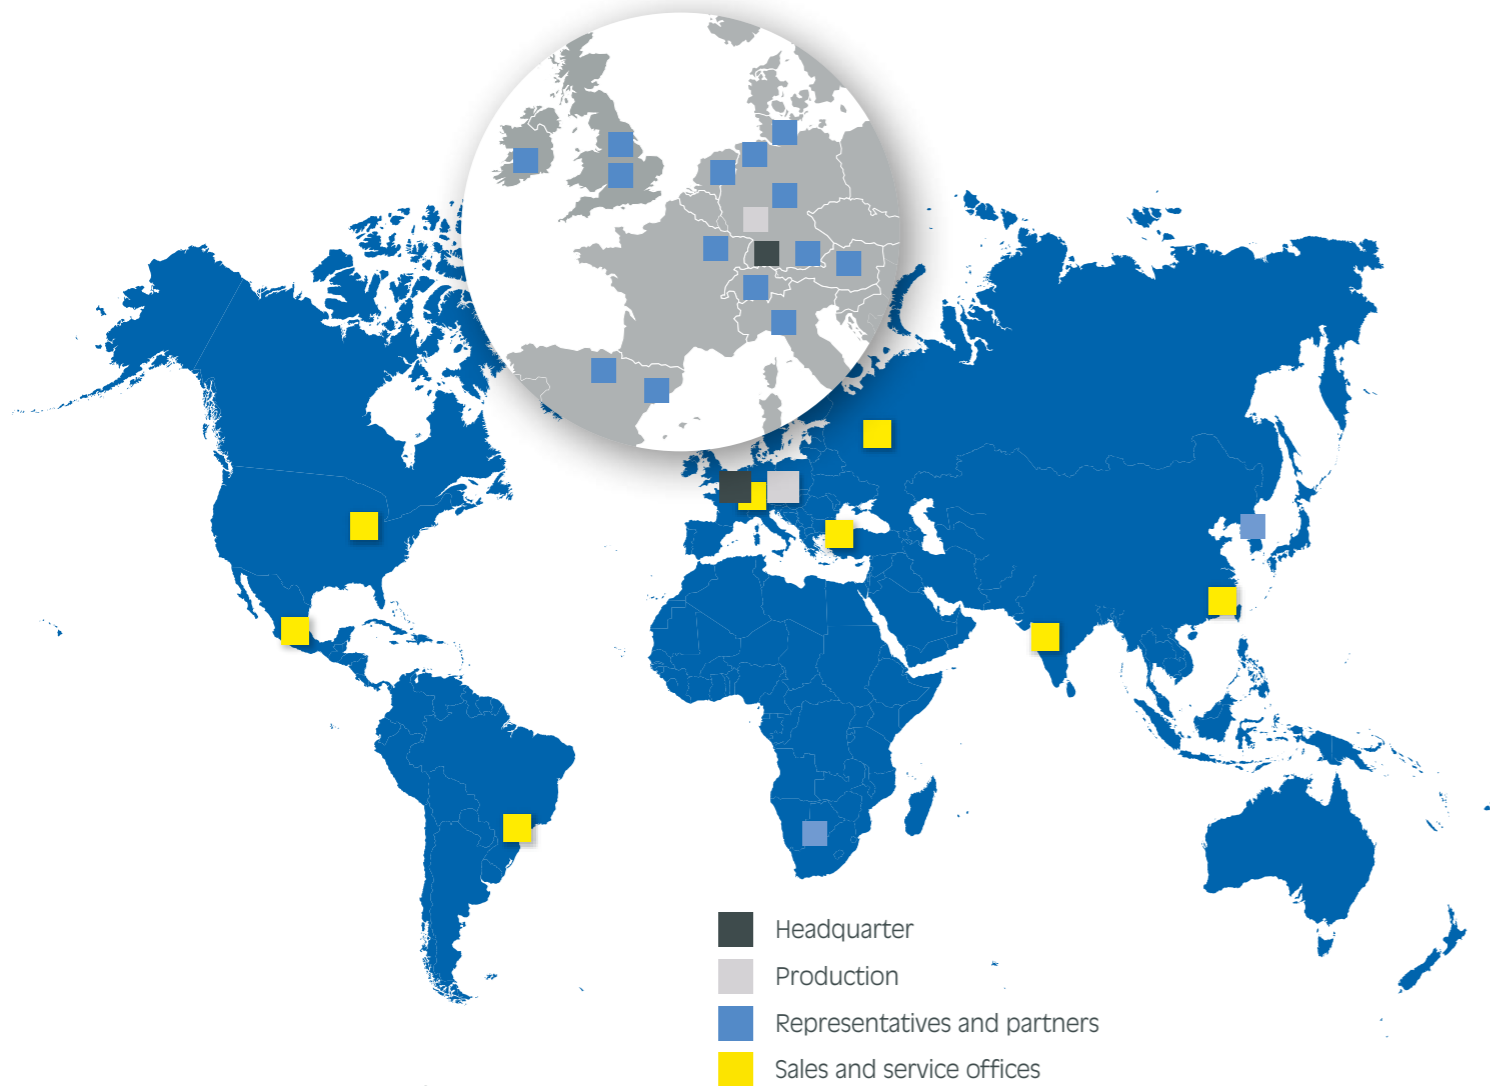 Headquarter
Production
Representatives and partners
Sales and service offices